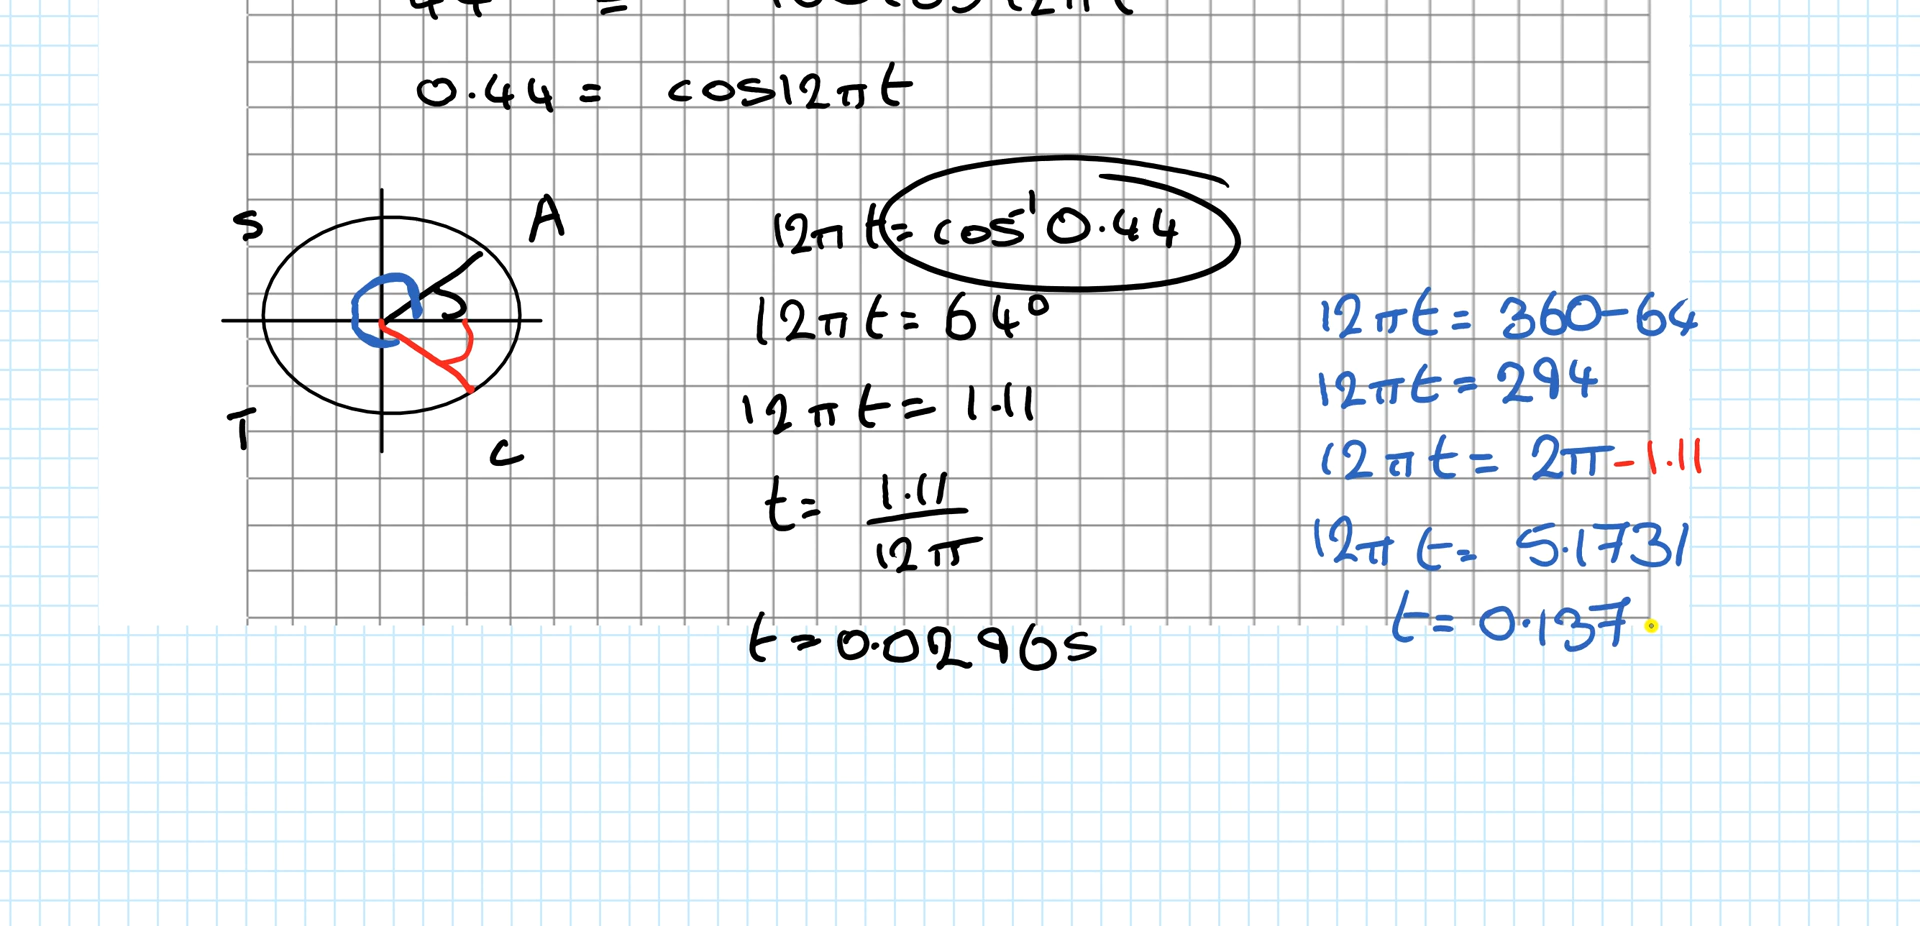 0.44 = cos12πt
S
A
T
C
12πt = cos⁻¹0.44
12πt = 64°
12πt = 1.11
t = 1.11/12π
t = 0.0296s
12πt = 360-64
12πt = 294
12πt = 2π-1.11
12πt = 5.1731
t = 0.137